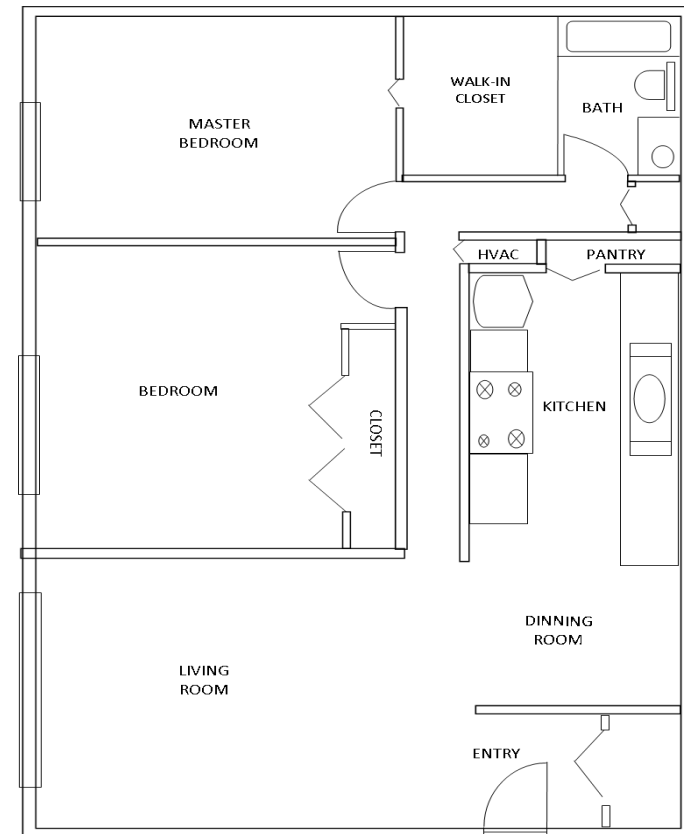 WALK-IN
CLOSET
BATH
MASTER
BEDROOM
HVAC
PANTRY
BEDROOM
KITCHEN
CLOSET
DINNING
ROOM
LIVING
ROOM
ENTRY